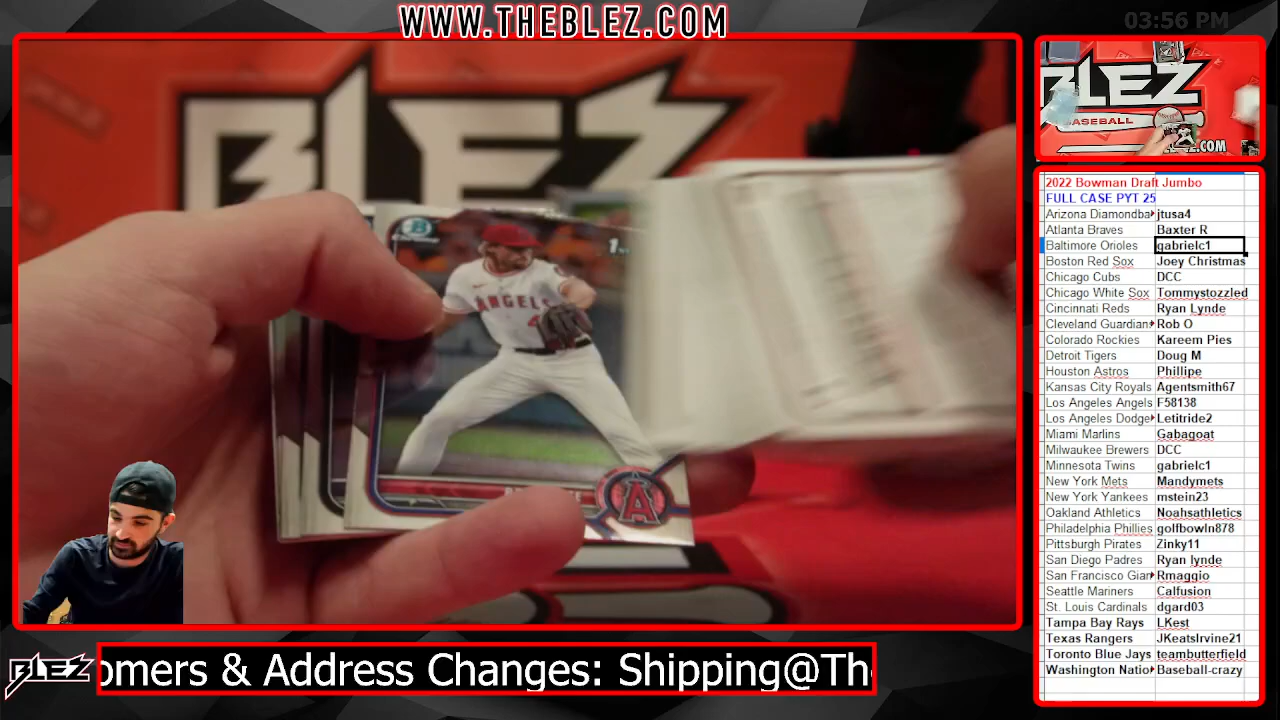 WWW.THEBLEZ.COM
03:56 PM
BLEZ
BLEZ
BASEBALL
.COM
1st
ANGELS
A
2022 Bowman Draft Jumbo
FULL CASE PYT 25
Arizona Diamondba jtusa4
Atlanta Braves Baxter R
Baltimore Orioles gabrielc1
Boston Red Sox Joey Christmas
Chicago Cubs DCC
Chicago White Sox Tommystozzled
Cincinnati Reds Ryan Lynde
Cleveland Guardian Rob O
Colorado Rockies Kareem Pies
Detroit Tigers Doug M
Houston Astros Phillipe
Kansas City Royals Agentsmith67
Los Angeles Angels F58138
Los Angeles Dodge Letitride2
Miami Marlins Gabagoat
Milwaukee Brewers DCC
Minnesota Twins gabrielc1
New York Mets Mandymets
New York Yankees mstein23
Oakland Athletics Noahsathletics
Philadelphia Phillies golfbowln878
Pittsburgh Pirates Zinky11
San Diego Padres Ryan lynde
San Francisco Gian Rmaggio
Seattle Mariners Calfusion
St. Louis Cardinals dgard03
Tampa Bay Rays LKest
Texas Rangers JKeatsIrvine21
Toronto Blue Jays teambutterfield
Washington Natio Baseball-crazy
BLEZ
omers & Address Changes: Shipping@Th